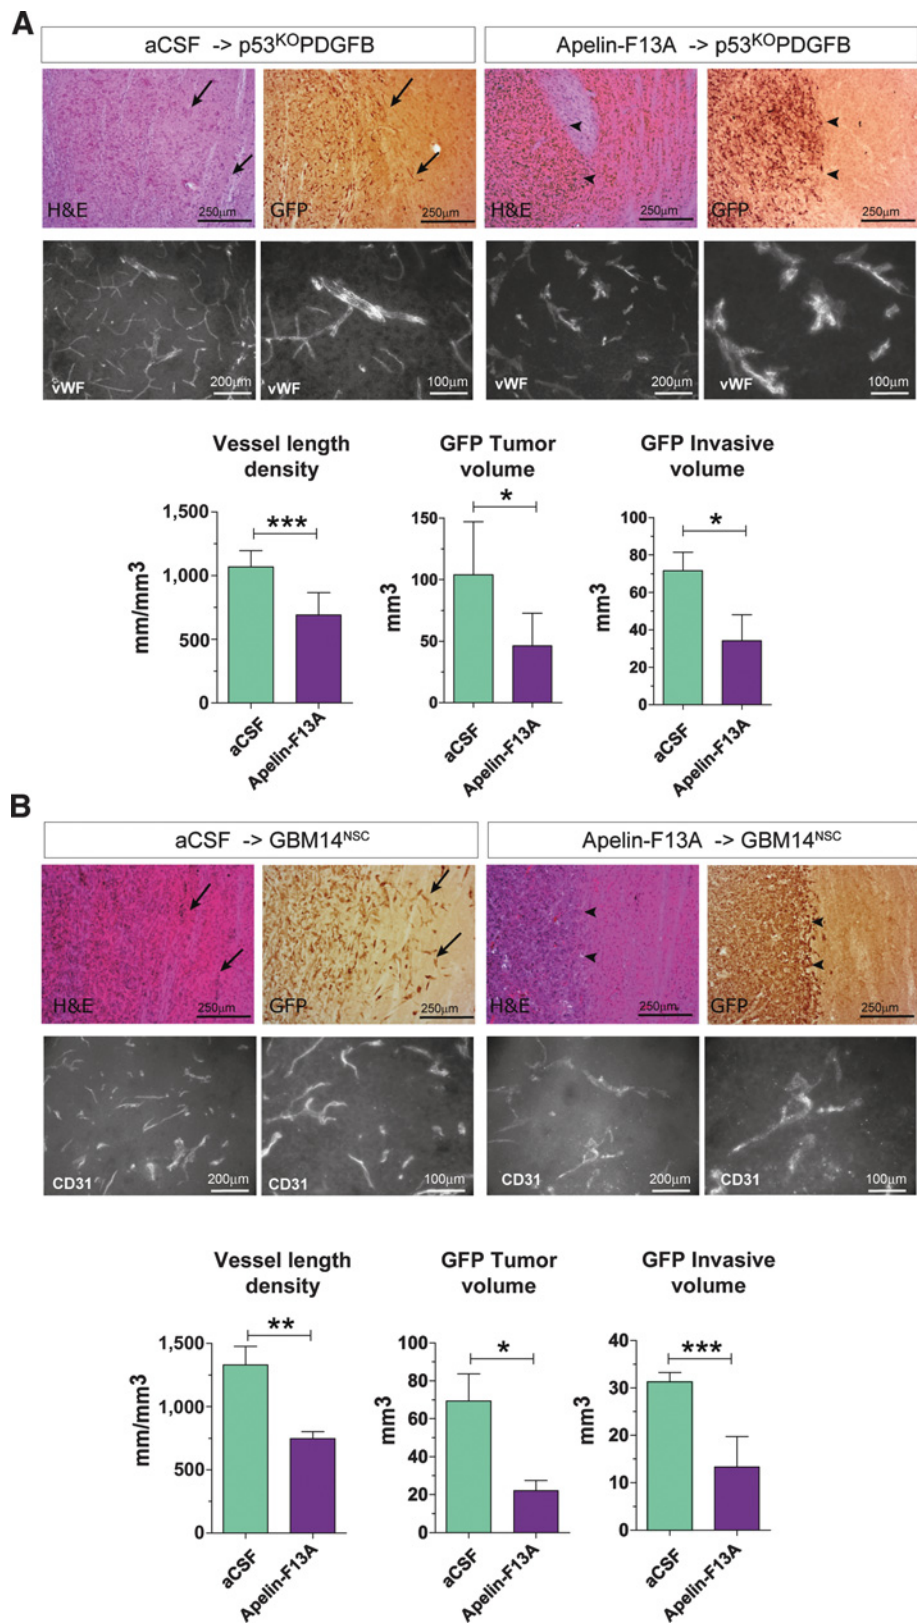 A
aCSF -> p53KOPDGFB
Apelin-F13A -> p53KOPDGFB
H&E
250µm
GFP
250µm
H&E
250µm
GFP
250µm
vWF
200µm
vWF
100µm
vWF
200µm
vWF
100µm
Vessel length
density
mm/mm3
1,500
1,000
500
0
***
aCSF
Apelin-F13A
GFP Tumor
volume
mm3
150
100
50
0
*
aCSF
Apelin-F13A
GFP Invasive
volume
mm3
100
80
60
40
20
0
*
aCSF
Apelin-F13A
B
aCSF -> GBM14NSC
Apelin-F13A -> GBM14NSC
H&E
250µm
GFP
250µm
H&E
250µm
GFP
250µm
CD31
200µm
CD31
100µm
CD31
200µm
CD31
100µm
Vessel length
density
mm/mm3
1,500
1,000
500
0
**
aCSF
Apelin-F13A
GFP Tumor
volume
mm3
100
80
60
40
20
0
*
aCSF
Apelin-F13A
GFP Invasive
volume
mm3
40
30
20
10
0
***
aCSF
Apelin-F13A